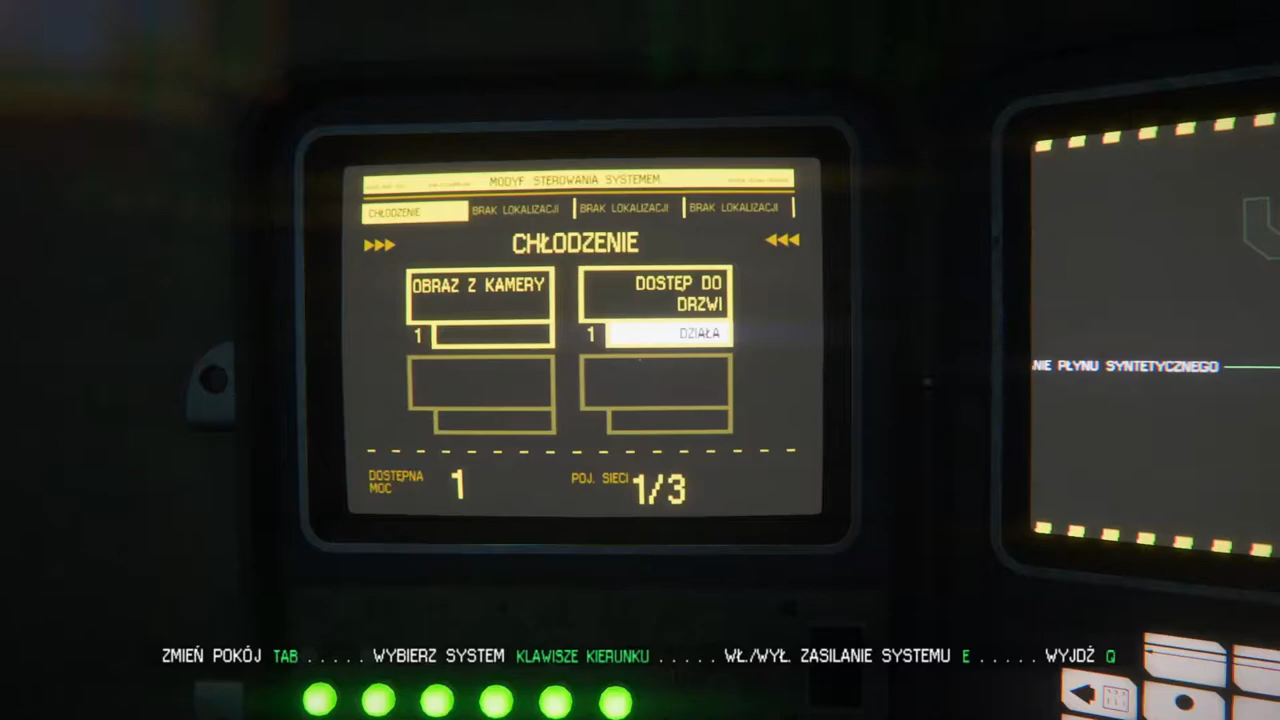 MODYF. STEROWANIA SYSTEMEM
CHŁODZENIE
BRAK LOKALIZACJI
BRAK LOKALIZACJI
BRAK LOKALIZACJI
CHŁODZENIE
OBRAZ Z KAMERY
1
DOSTĘP DO
DRZWI
1 DZIAŁA
DOSTĘPNA
MOC
1
POJ. SIECI 1/3
NIE PŁYNU SYNTETYCZNEGO
ZMIEŃ POKÓJ TAB ..... WYBIERZ SYSTEM KLAWISZE KIERUNKU ..... WŁ./WYŁ. ZASILANIE SYSTEMU E ..... WYJDŹ Q